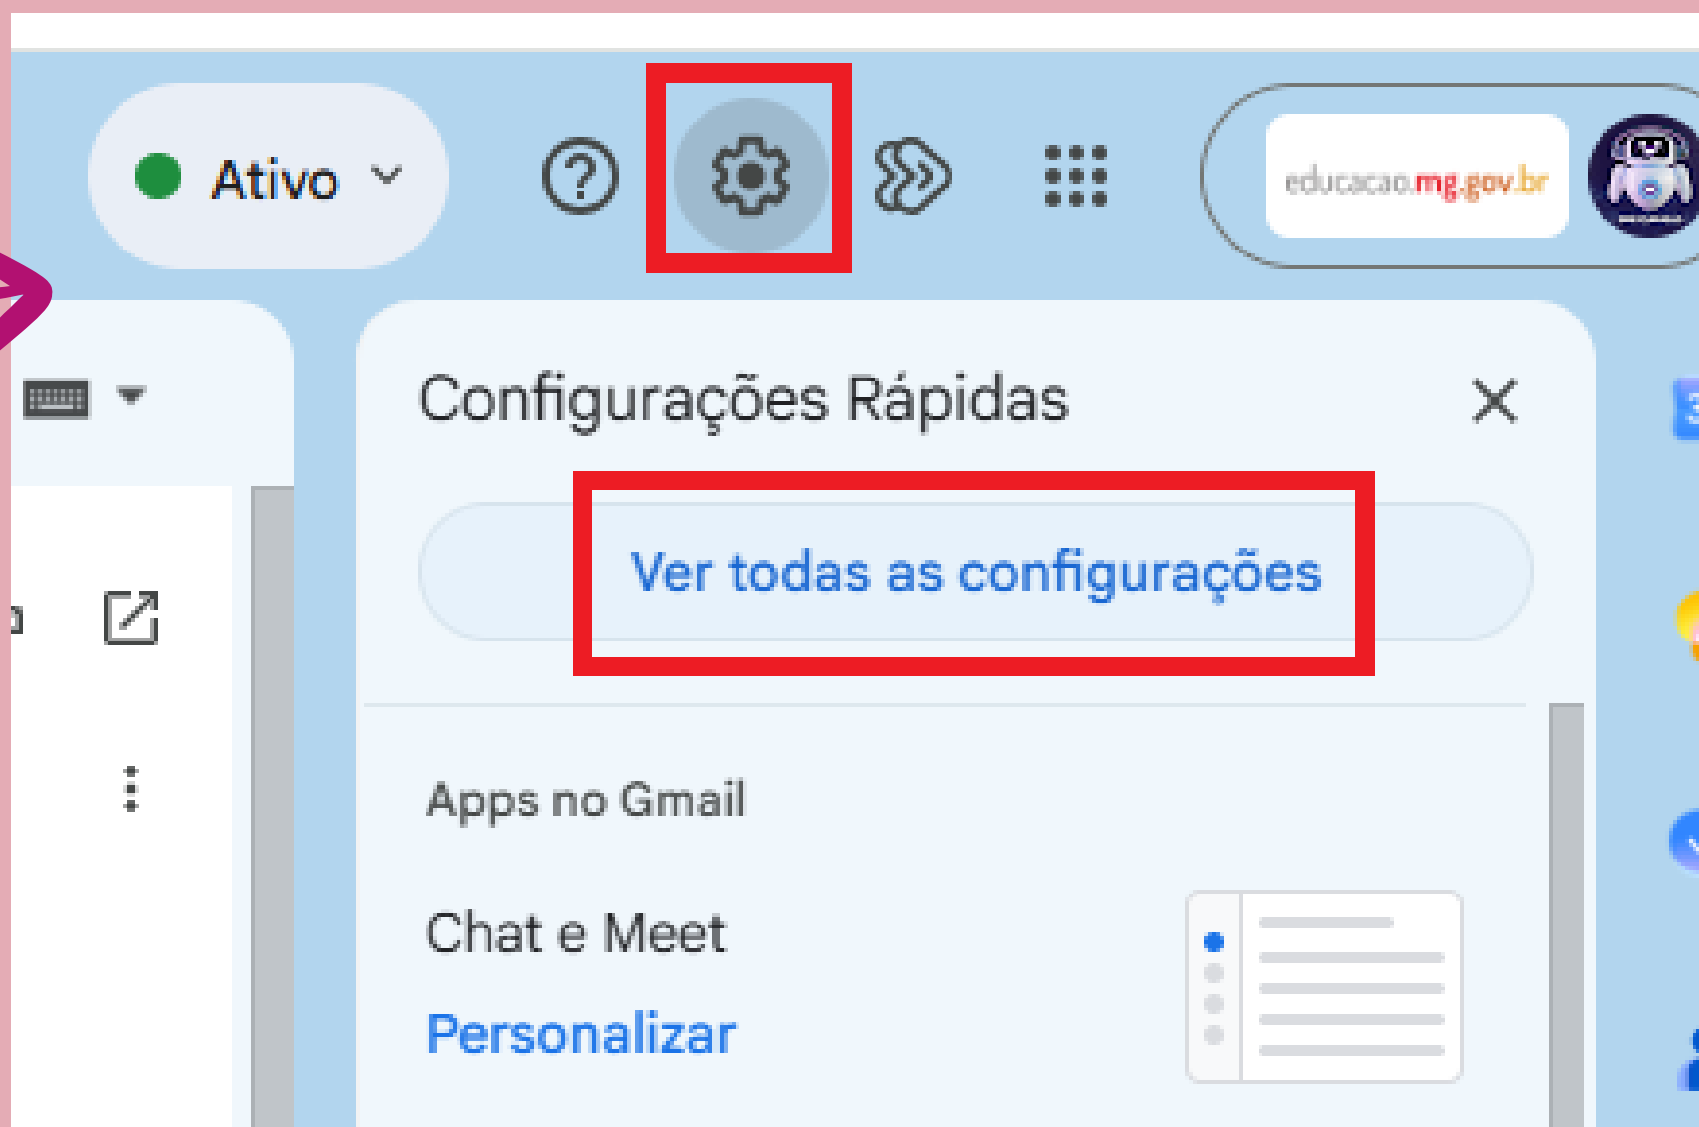 Ativo
educacao.mg.gov.br
Configurações Rápidas
Ver todas as configurações
Apps no Gmail
Chat e Meet
Personalizar